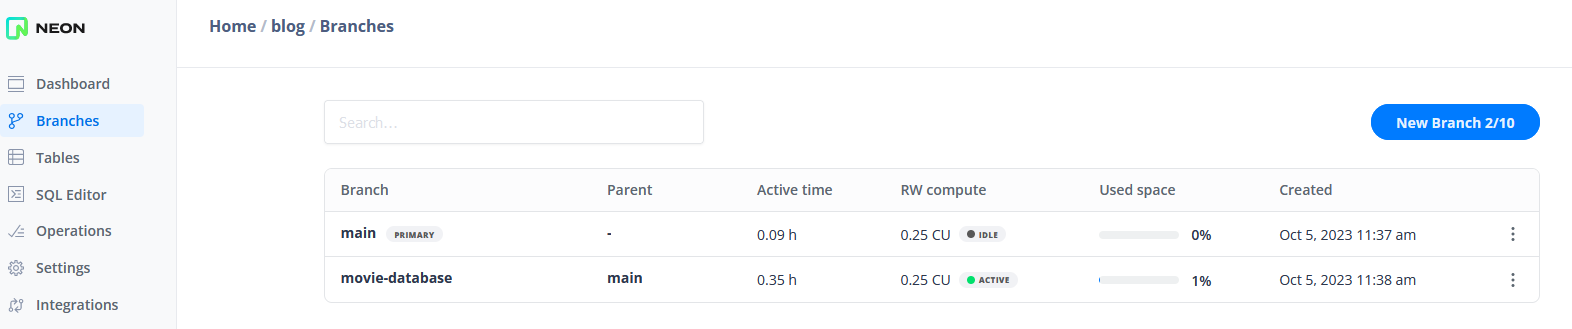 NEON
Home / blog / Branches
Dashboard
Branches
Tables
SQL Editor
Operations
Settings
Integrations
Search...
New Branch 2/10
Branch Parent Active time RW compute Used space Created
main PRIMARY - 0.09 h 0.25 CU IDLE 0% Oct 5, 2023 11:37 am
movie-database main 0.35 h 0.25 CU ACTIVE 1% Oct 5, 2023 11:38 am